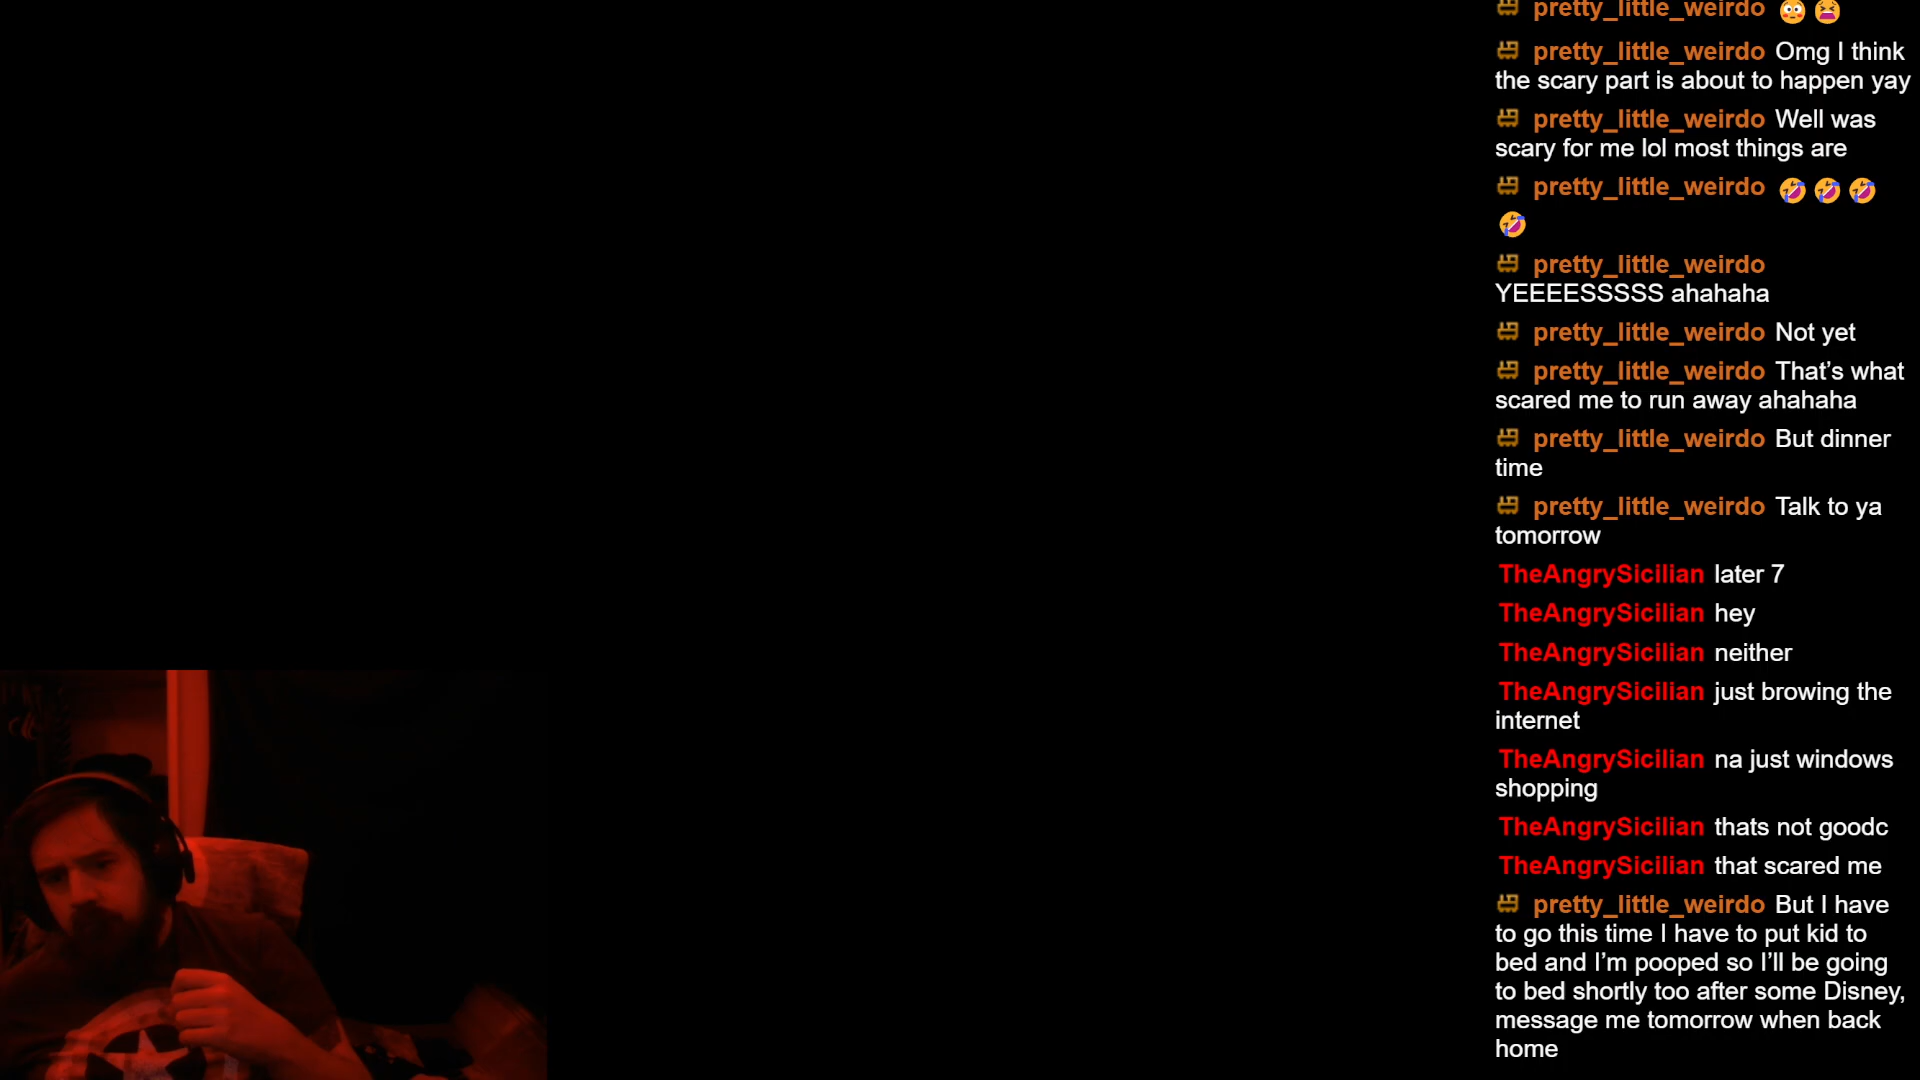 pretty_little_weirdo 😳 😫
pretty_little_weirdo Omg I think
the scary part is about to happen yay
pretty_little_weirdo Well was
scary for me lol most things are
pretty_little_weirdo 🤣 🤣 🤣
🤣
pretty_little_weirdo
YEEEESSSSS ahahaha
pretty_little_weirdo Not yet
pretty_little_weirdo That’s what
scared me to run away ahahaha
pretty_little_weirdo But dinner
time
pretty_little_weirdo Talk to ya
tomorrow
TheAngrySicilian later 7
TheAngrySicilian hey
TheAngrySicilian neither
TheAngrySicilian just browing the
internet
TheAngrySicilian na just windows
shopping
TheAngrySicilian thats not goodc
TheAngrySicilian that scared me
pretty_little_weirdo But I have
to go this time I have to put kid to
bed and I’m pooped so I’ll be going
to bed shortly too after some Disney,
message me tomorrow when back
home